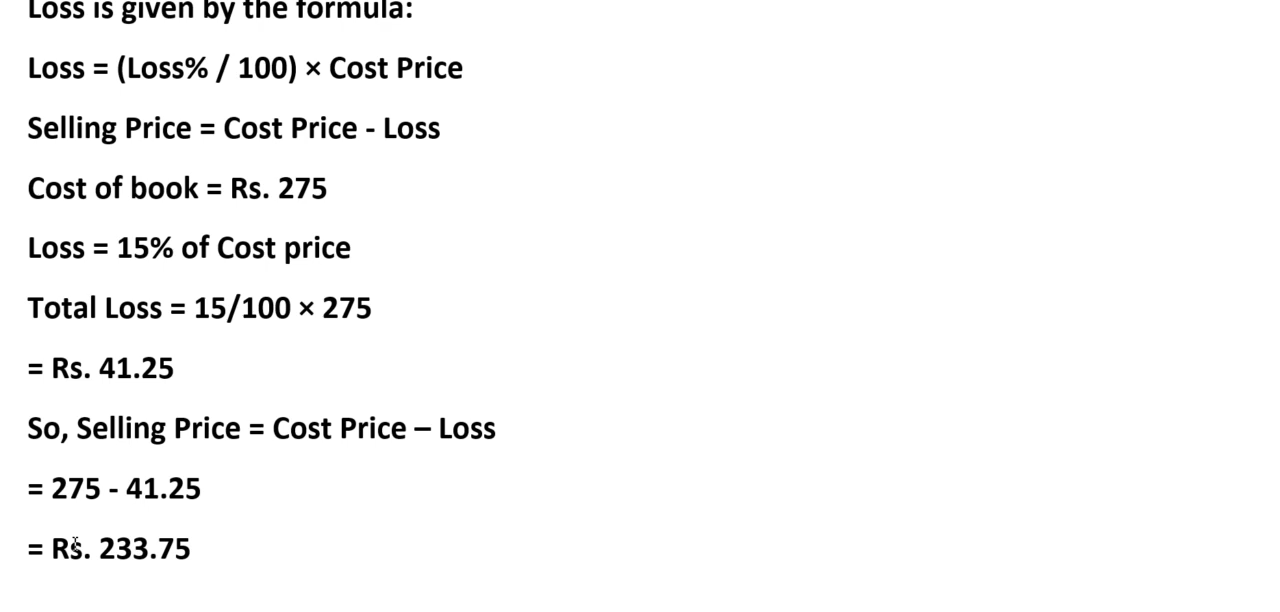 Loss is given by the formula:
Loss = (Loss% / 100) × Cost Price
Selling Price = Cost Price - Loss
Cost of book = Rs. 275
Loss = 15% of Cost price
Total Loss = 15/100 × 275
= Rs. 41.25
So, Selling Price = Cost Price – Loss
= 275 - 41.25
= Rs. 233.75